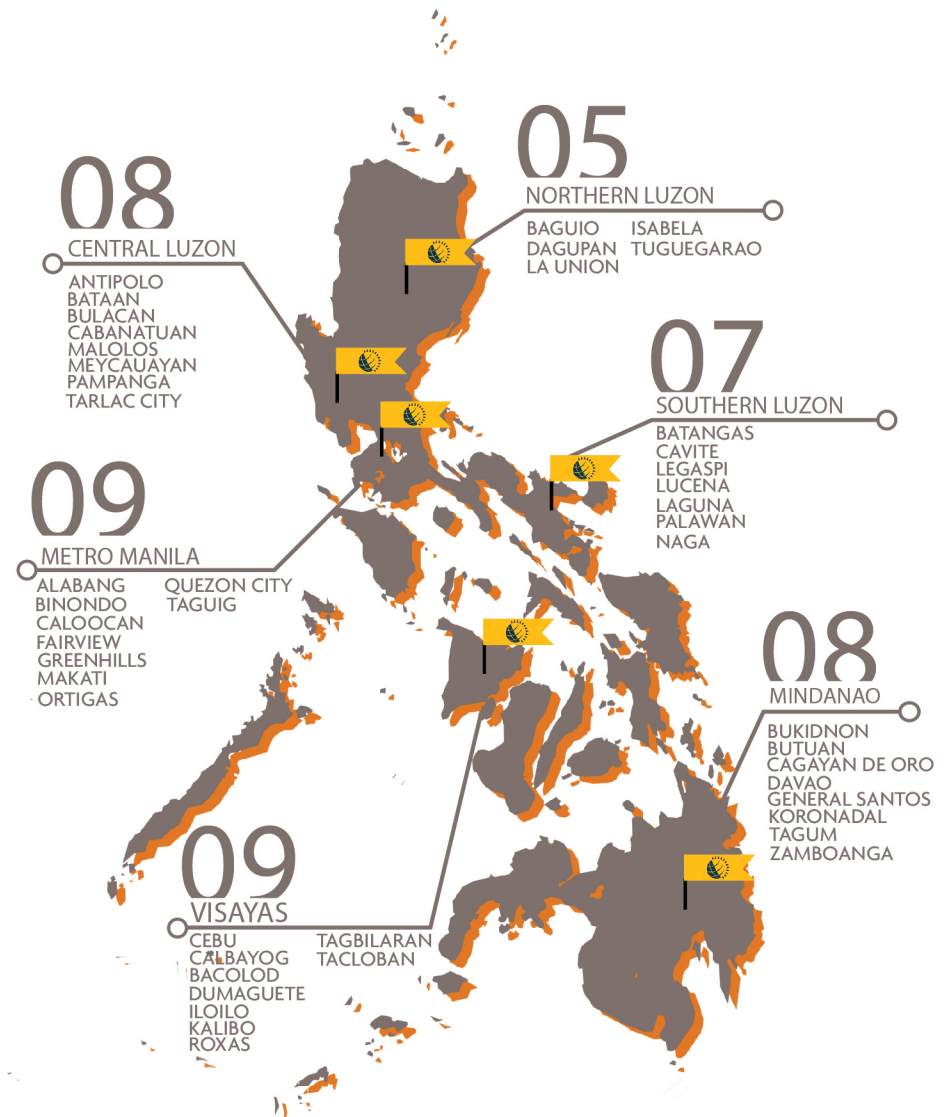 05
NORTHERN LUZON
BAGUIO
DAGUPAN
LA UNION
ISABELA
TUGUEGARAO
08
CENTRAL LUZON
ANTIPOLO
BATAAN
BULACAN
CABANATUAN
MALOLOS
MEYCAUAYAN
PAMPANGA
TARLAC CITY
07
SOUTHERN LUZON
BATANGAS
CAVITE
LEGASPI
LUCENA
LAGUNA
PALAWAN
NAGA
09
METRO MANILA
ALABANG
BINONDO
CALOOCAN
FAIRVIEW
GREENHILLS
MAKATI
ORTIGAS
QUEZON CITY
TAGUIG
08
MINDANAO
BUKIDNON
BUTUAN
CAGAYAN DE ORO
DAVAO
GENERAL SANTOS
KORONADAL
TAGUM
ZAMBOANGA
09
VISAYAS
CEBU
CALBAYOG
BACOLOD
DUMAGUETE
ILOILO
KALIBO
ROXAS
TAGBILARAN
TACLOBAN